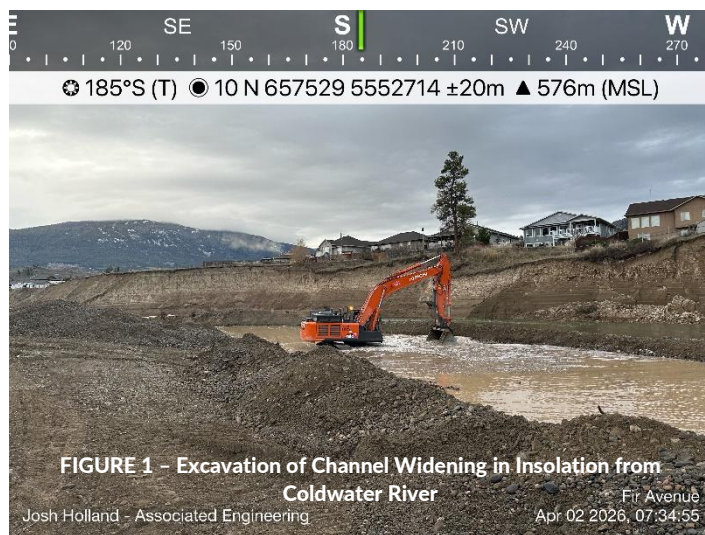 E SE S SW W
0 120 150 180 210 240 270
185°S (T) 10 N 657529 5552714 ±20m ▲ 576m (MSL)
FIGURE 1 – Excavation of Channel Widening in Insolation from
Coldwater River
Fir Avenue
Josh Holland - Associated Engineering Apr 02 2026, 07:34:55